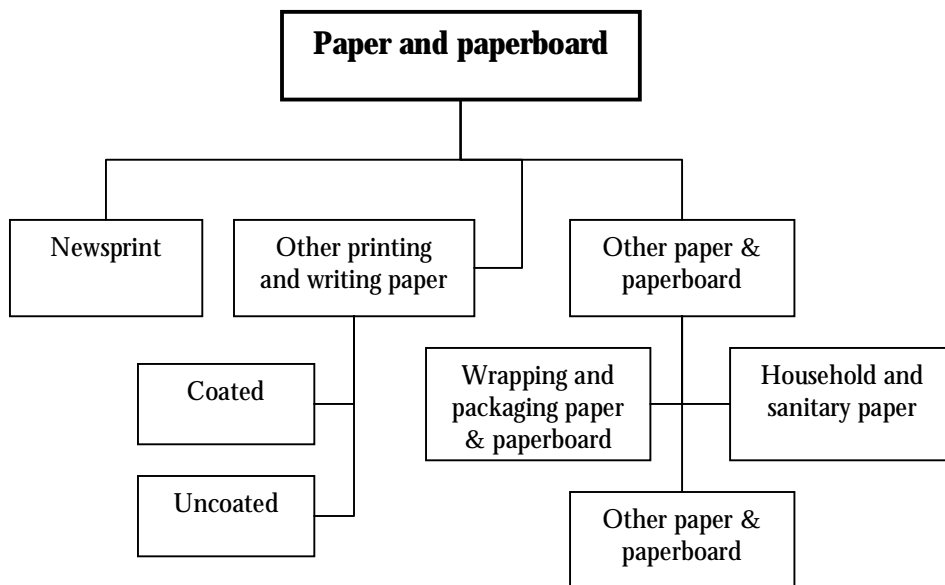 Paper and paperboard
Newsprint
Other printing
and writing paper
Other paper &
paperboard
Coated
Uncoated
Wrapping and
packaging paper
& paperboard
Household and
sanitary paper
Other paper &
paperboard